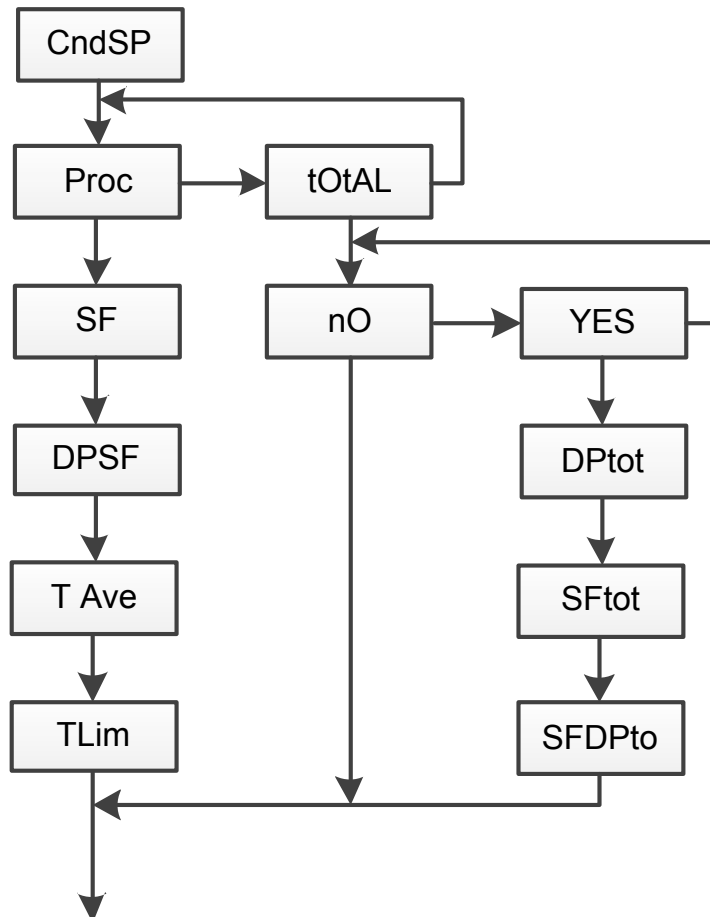 CndSP
Proc
tOtAL
SF
nO
YES
DPSF
DPtot
T Ave
SFtot
TLim
SFDPto